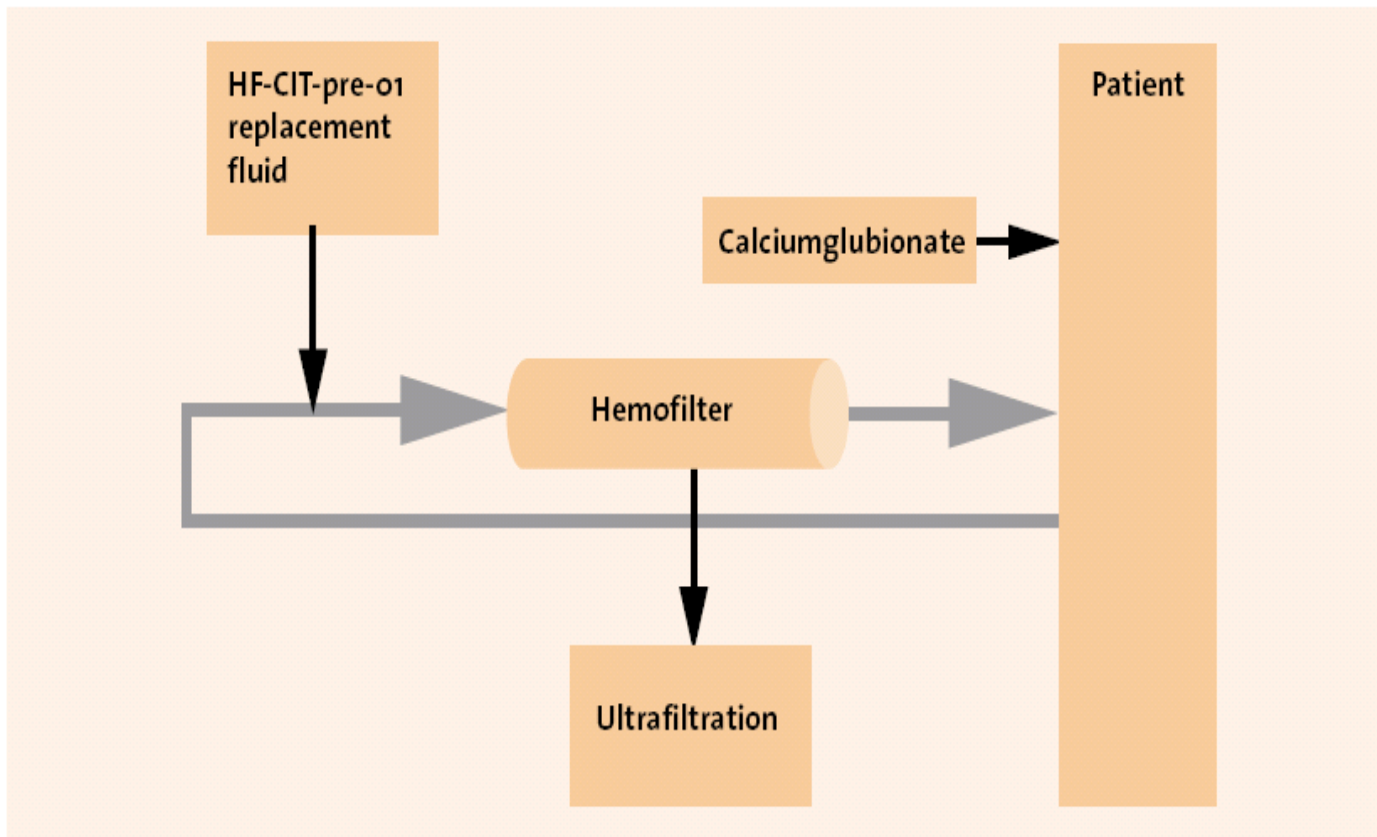 HF-CIT-pre-01
replacement
fluid
Patient
Calciumglubionate
Hemofilter
Ultrafiltration